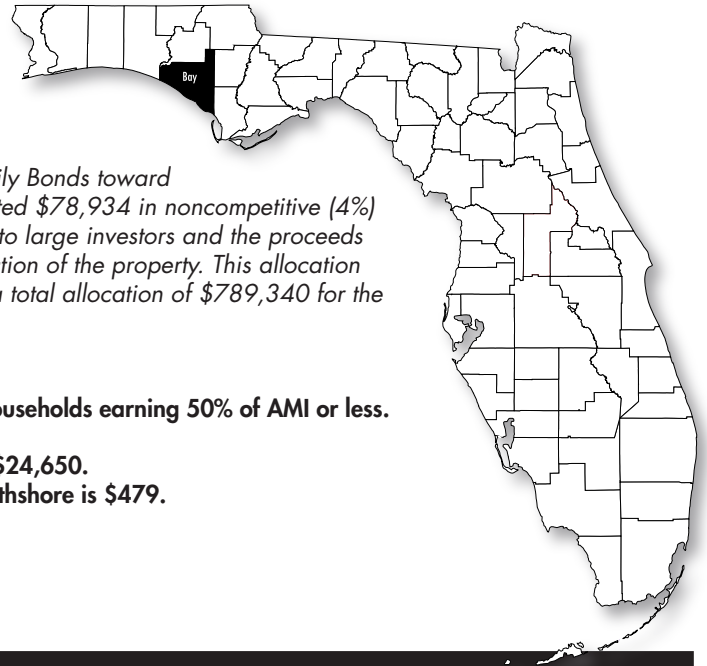 Bay
ily Bonds toward
ted $78,934 in noncompetitive (4%)
to large investors and the proceeds
ction of the property. This allocation
a total allocation of $789,340 for the
ouseholds earning 50% of AMI or less.
$24,650.
thshore is $479.